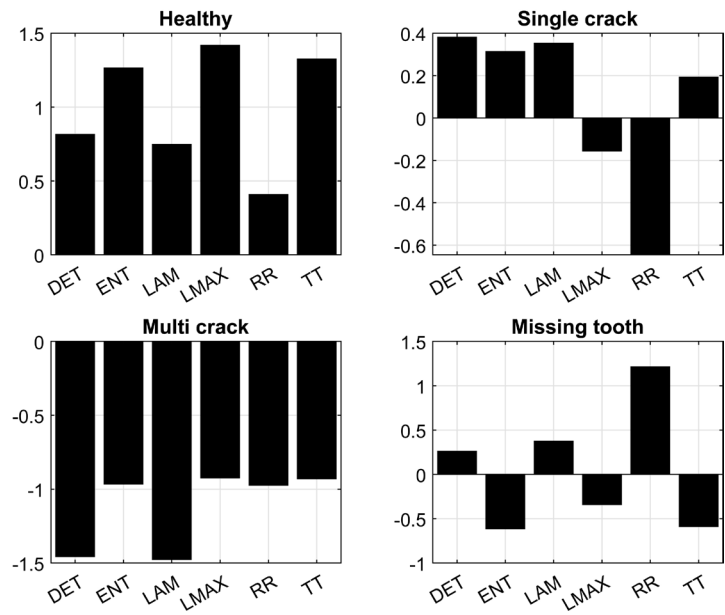 Healthy
1.5
1
0.5
0
DET ENT LAM LMAX RR TT
Single crack
0.4
0.2
0
-0.2
-0.4
-0.6
DET ENT LAM LMAX RR TT
Multi crack
0
-0.5
-1
-1.5
DET ENT LAM LMAX RR TT
Missing tooth
1.5
1
0.5
0
-0.5
-1
DET ENT LAM LMAX RR TT